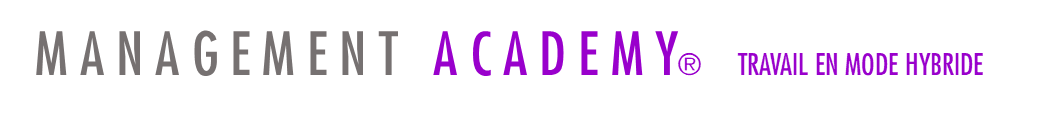 MANAGEMENT ACADEMY® TRAVAIL EN MODE HYBRIDE